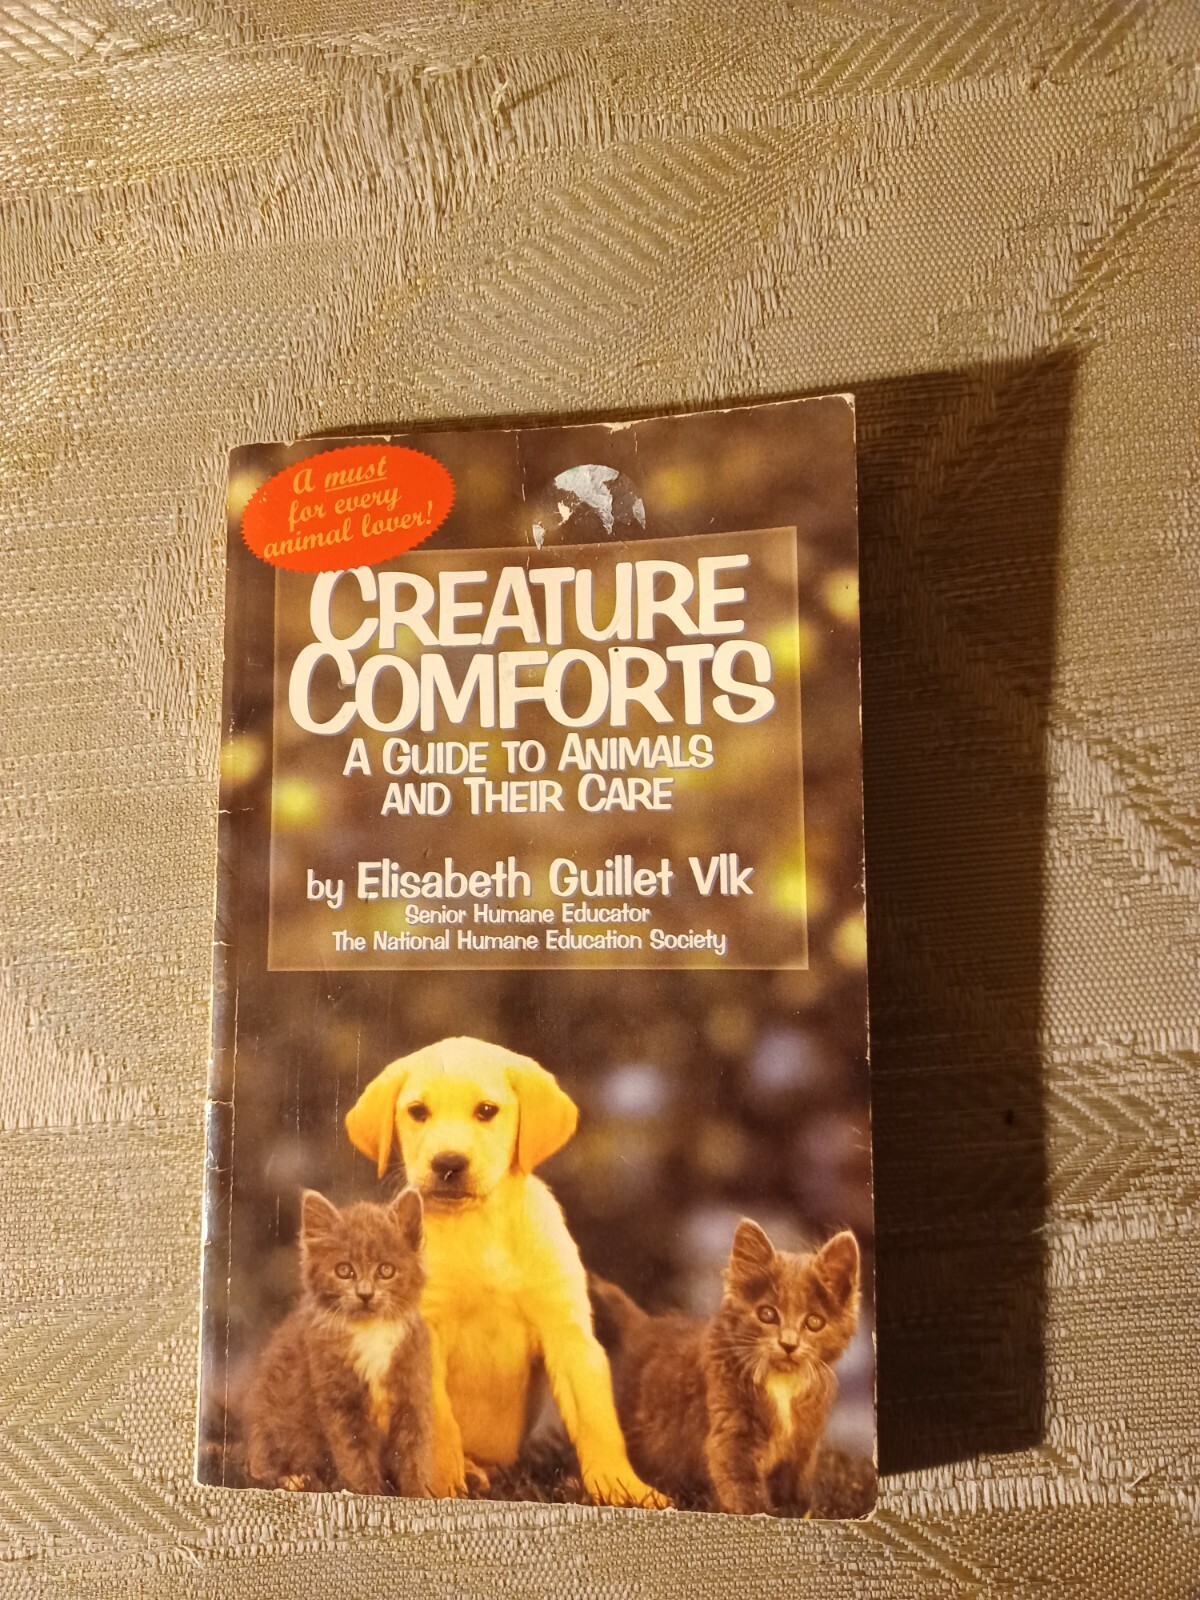 A must
for every
animal lover!
CREATURE
COMFORTS
A GUIDE TO ANIMALS
AND THEIR CARE
by Elisabeth Guillet Vlk
Senior Humane Educator
The National Humane Education Society